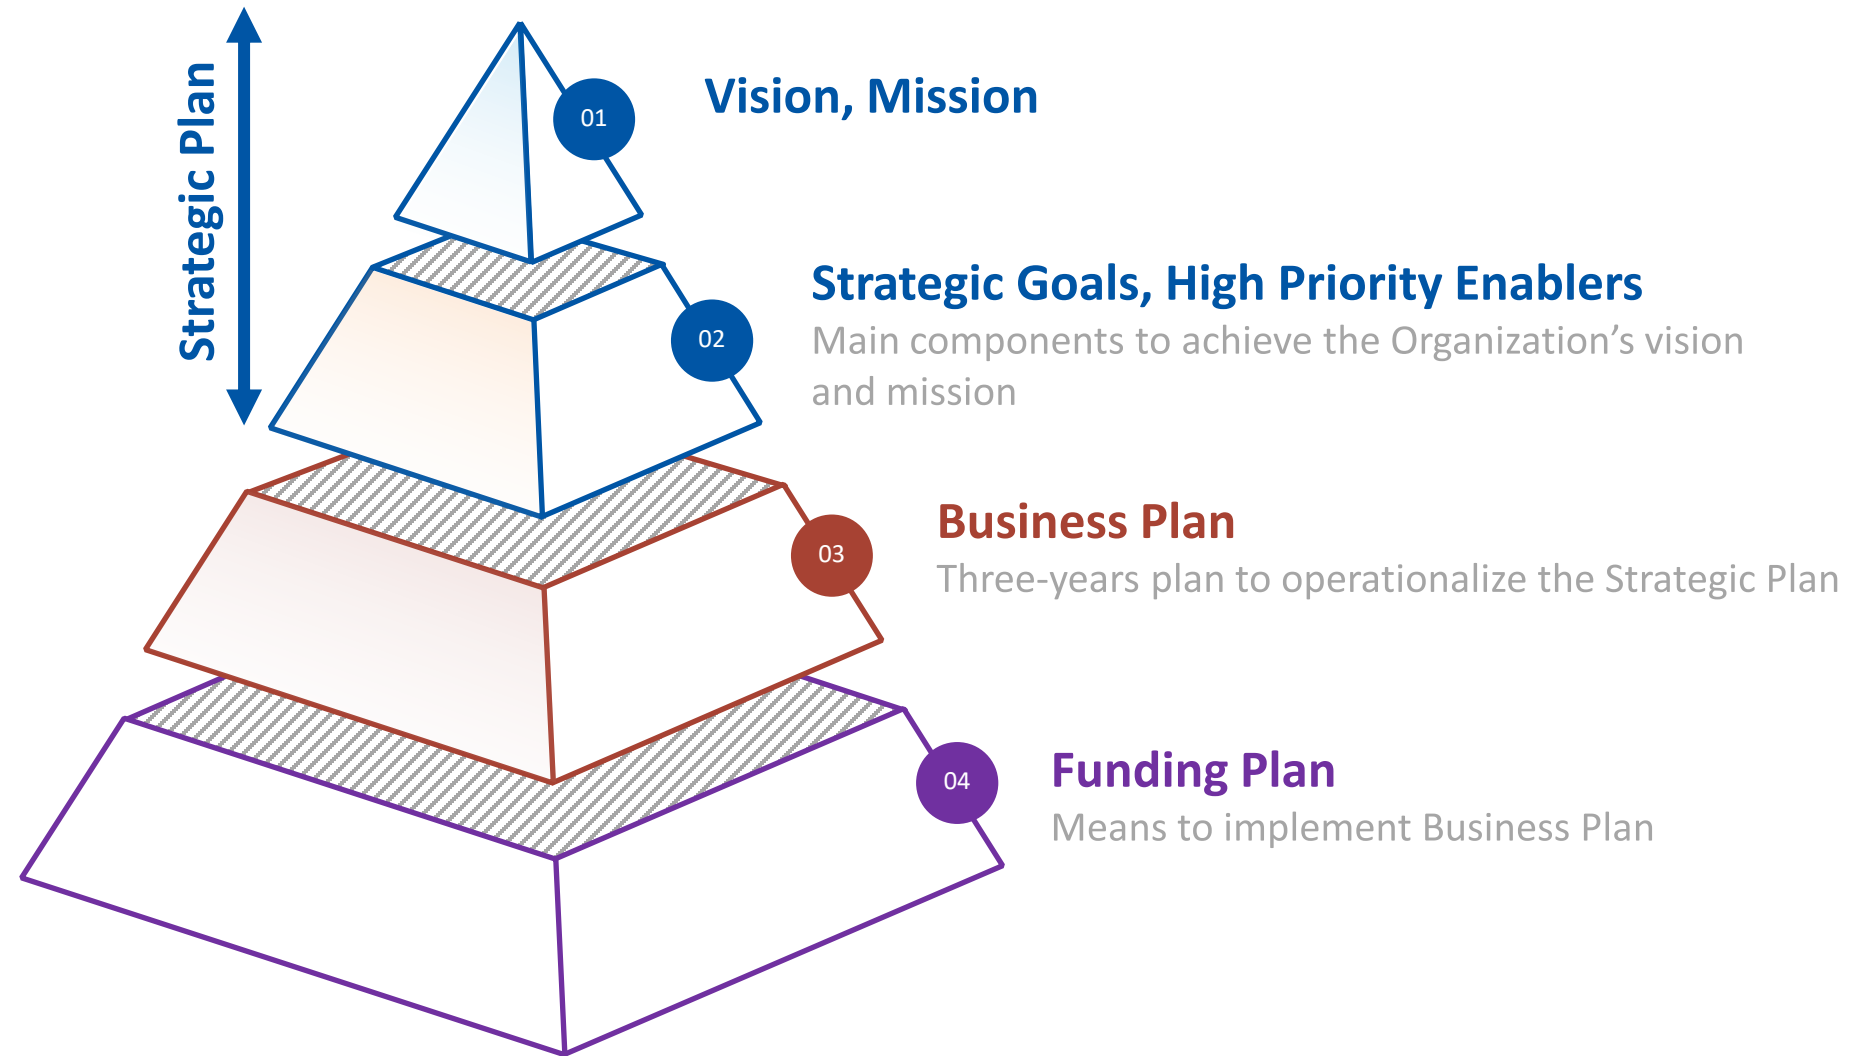 Strategic Plan
01
Vision, Mission
02
Strategic Goals, High Priority Enablers
Main components to achieve the Organization’s vision
and mission
03
Business Plan
Three-years plan to operationalize the Strategic Plan
04
Funding Plan
Means to implement Business Plan